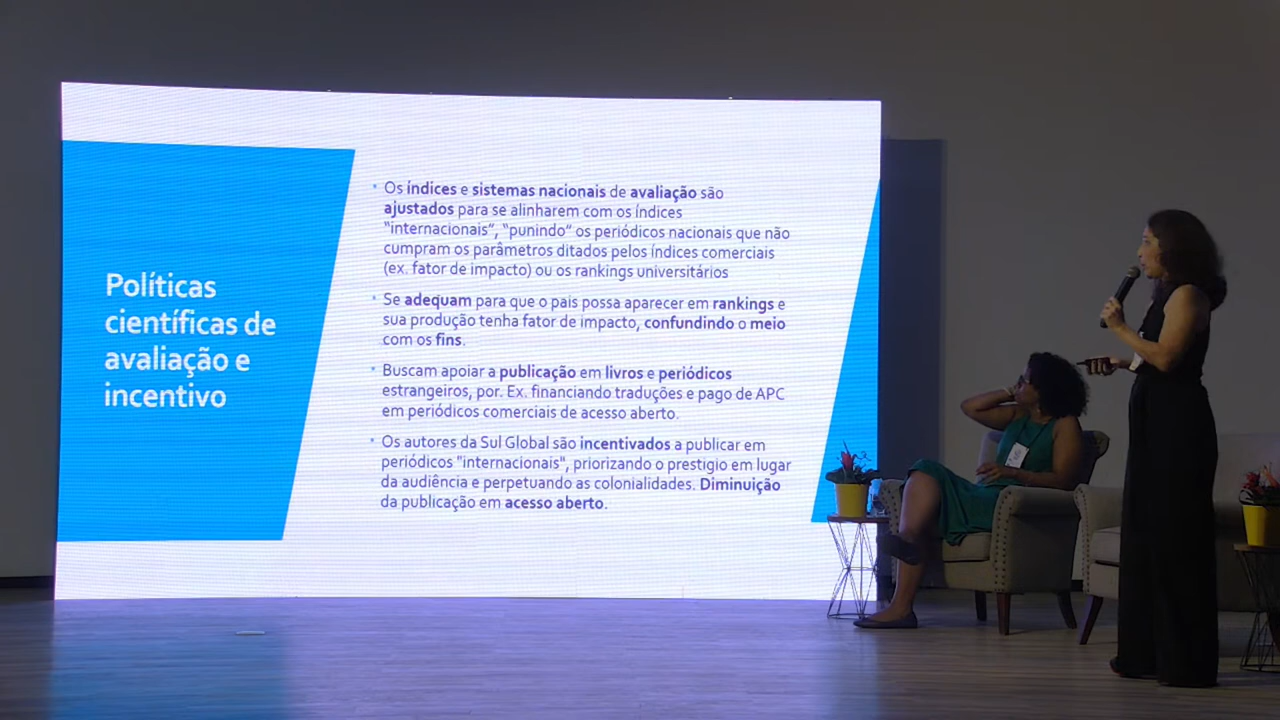 Políticas
científicas de
avaliação e
incentivo
• Os índices e sistemas nacionais de avaliação são
ajustados para se alinharem com os índices
"internacionais", "punindo" os periódicos nacionais que não
cumpram os parâmetros ditados pelos índices comerciais
(ex. fator de impacto) ou os rankings universitários
• Se adequam para que o pais possa aparecer em rankings e
sua produção tenha fator de impacto, confundindo o meio
com os fins.
• Buscam apoiar a publicação em livros e periódicos
estrangeiros, por. Ex. financiando traduções e pago de APC
em periódicos comerciais de acesso aberto.
• Os autores da Sul Global são incentivados a publicar em
periódicos "internacionais", priorizando o prestigio em lugar
da audiência e perpetuando as colonialidades. Diminuição
da publicação em acesso aberto.